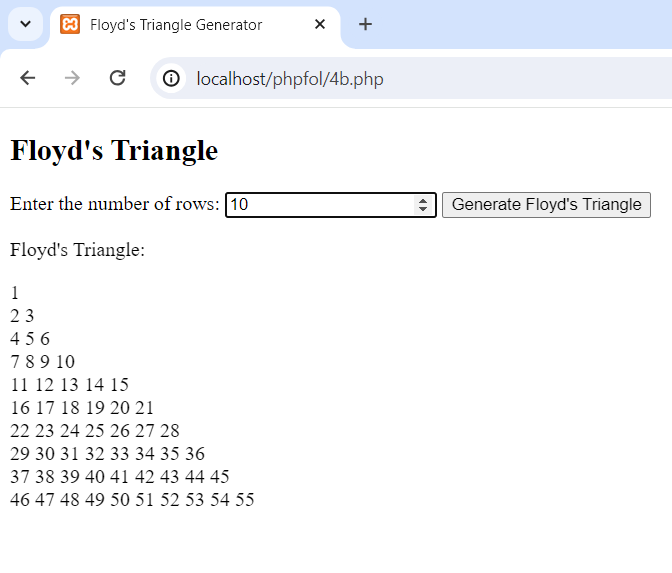 Floyd's Triangle Generator
localhost/phpfol/4b.php
Floyd's Triangle
Enter the number of rows: 10 Generate Floyd's Triangle
Floyd's Triangle:
1
2 3
4 5 6
7 8 9 10
11 12 13 14 15
16 17 18 19 20 21
22 23 24 25 26 27 28
29 30 31 32 33 34 35 36
37 38 39 40 41 42 43 44 45
46 47 48 49 50 51 52 53 54 55